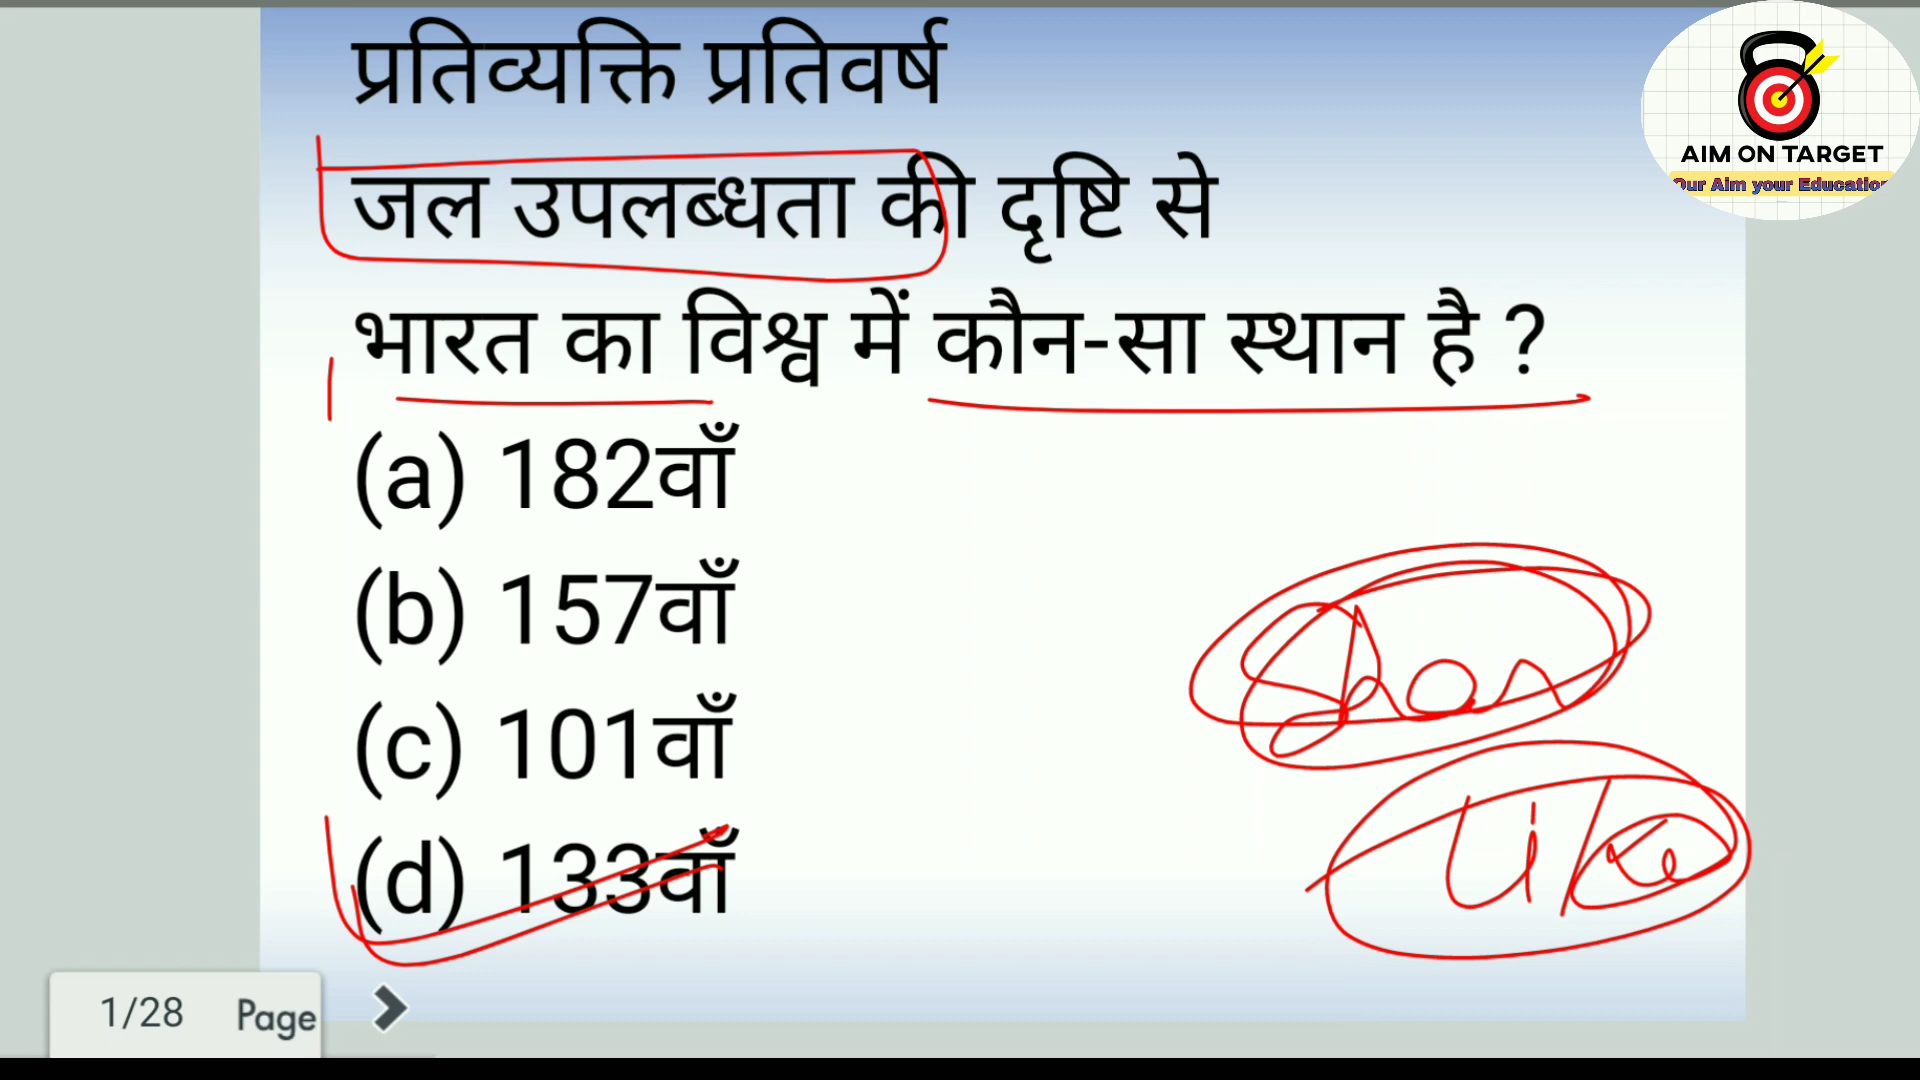 प्रतिव्यक्ति प्रतिवर्ष
जल उपलब्धता की दृष्टि से
भारत का विश्व में कौन-सा स्थान है ?
(a) 182वाँ
(b) 157वाँ
(c) 101वाँ
(d) 133वाँ
Like
1/28 Page
AIM ON TARGET
Our Aim your Education